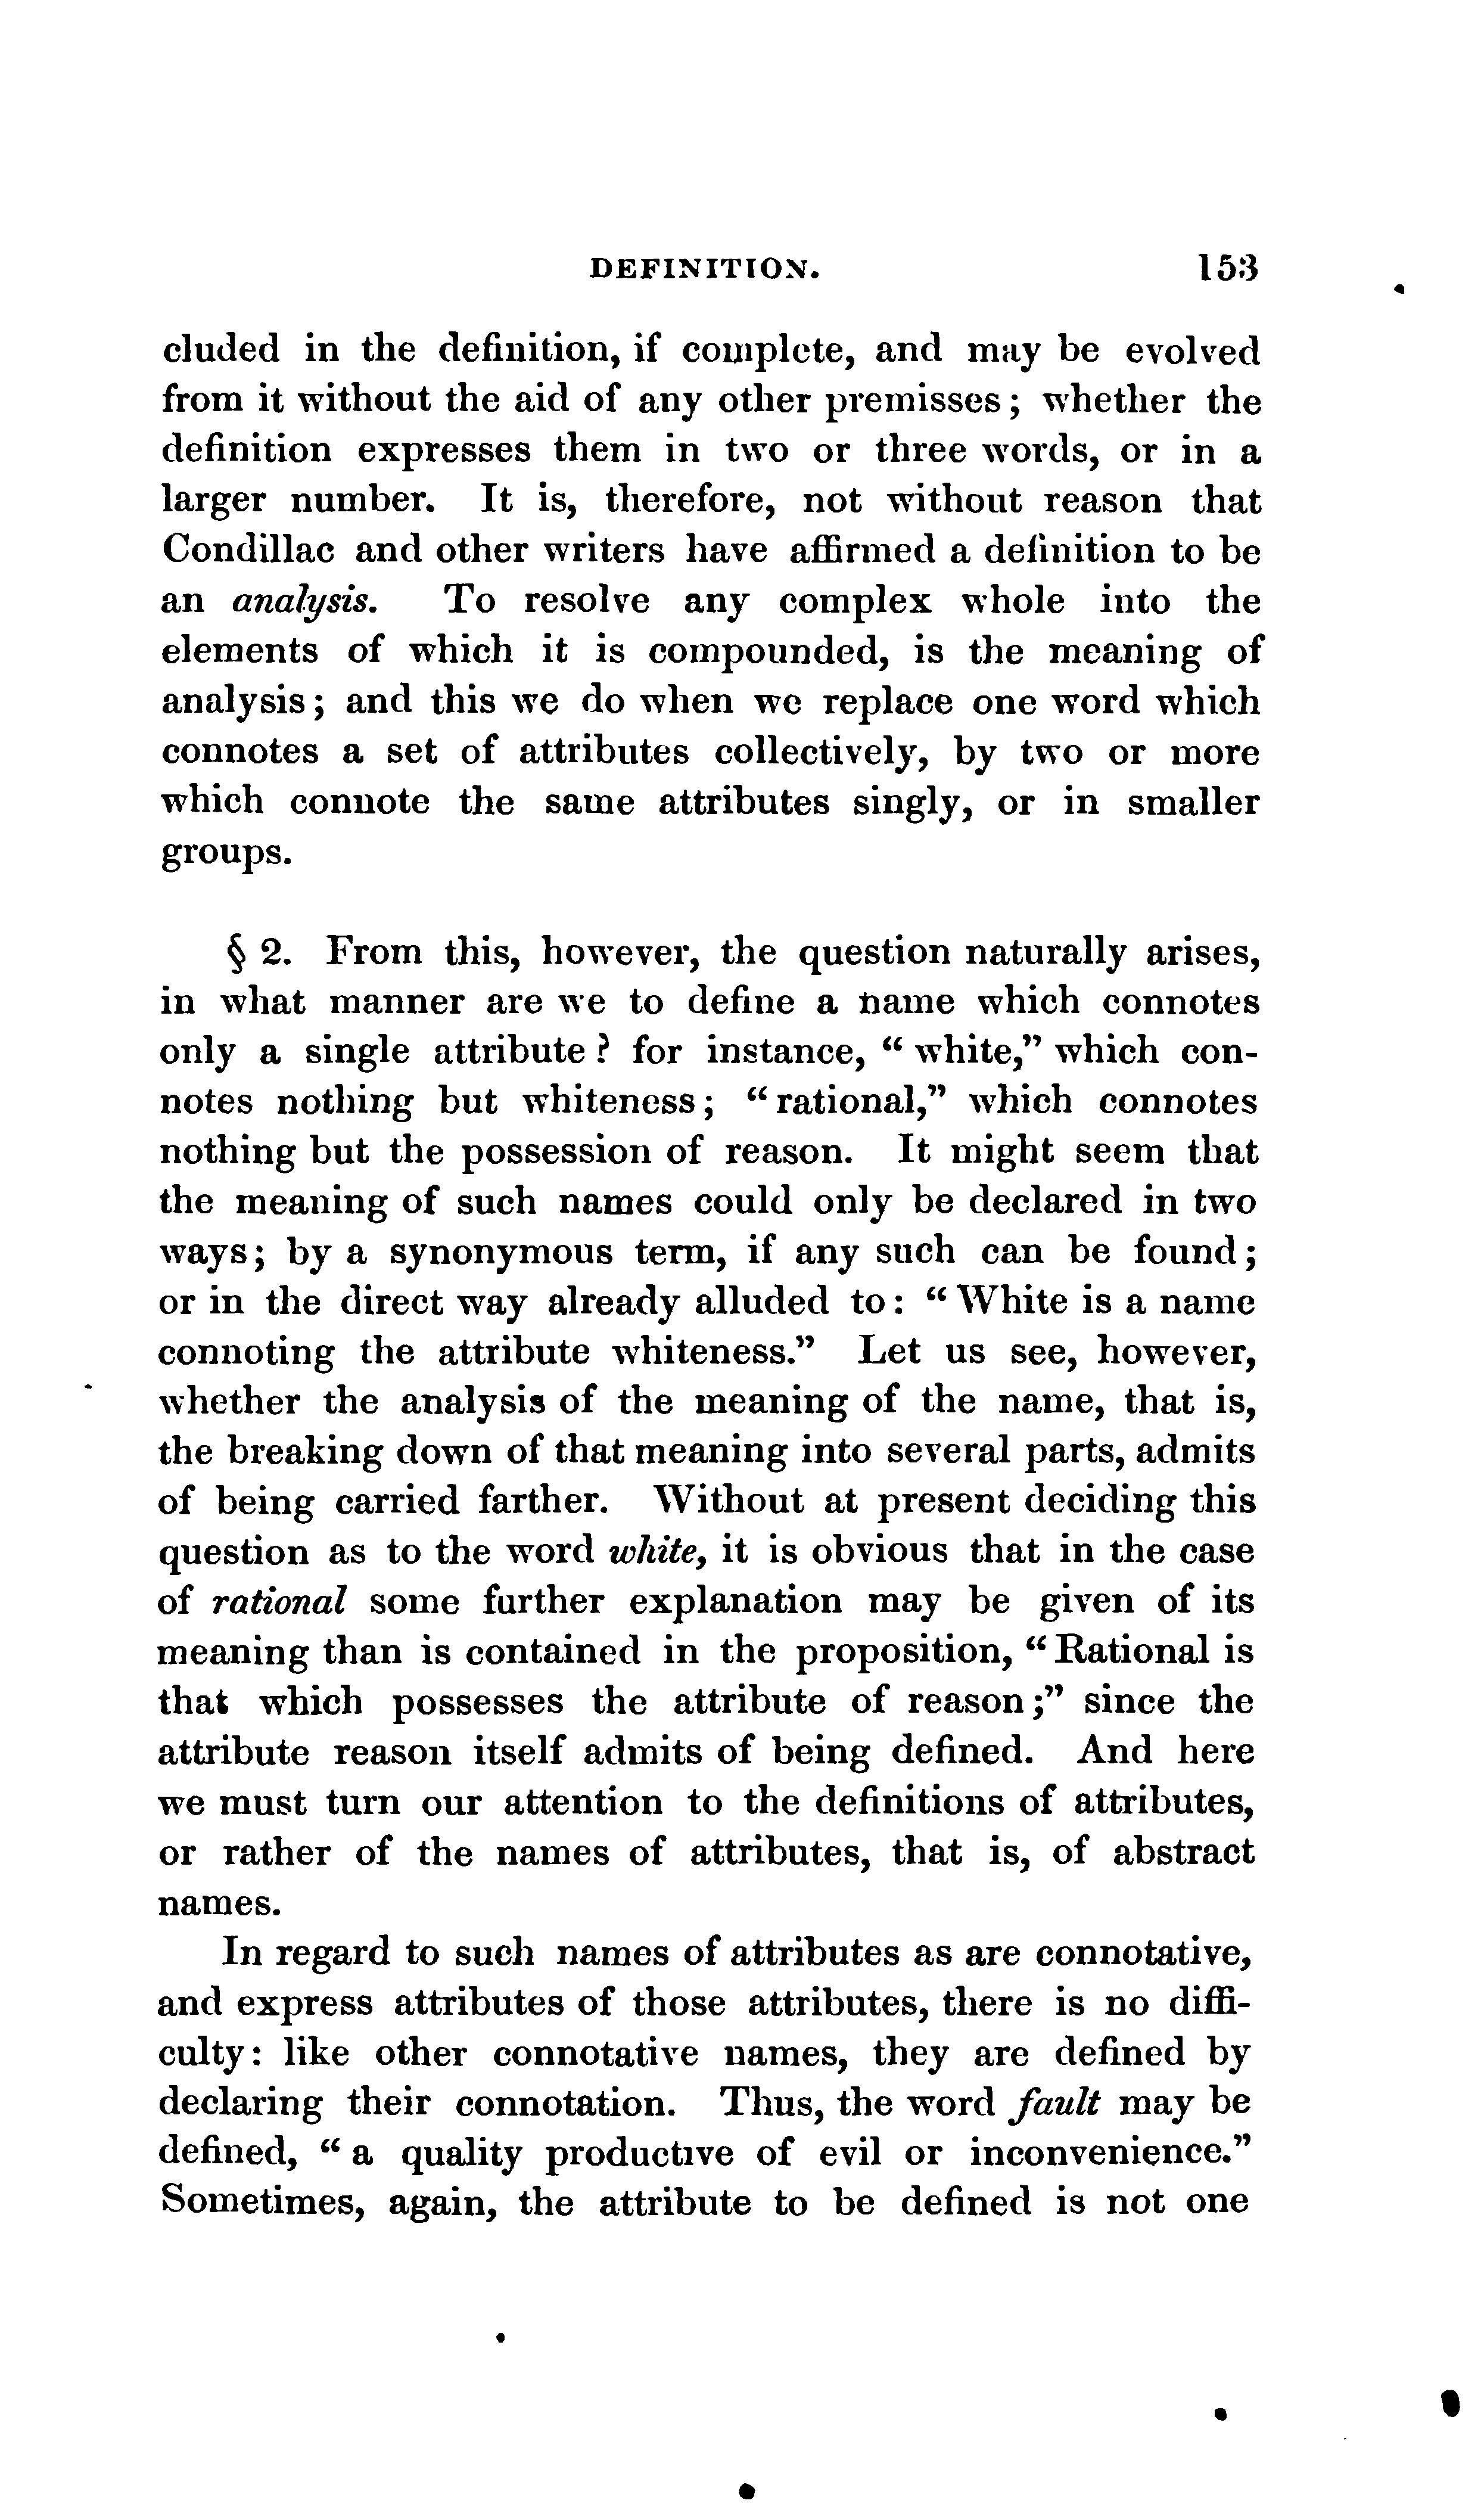 DEFINITION. 153
cluded in the definition, if complete, and may be evolved
from it without the aid of any other premisses; whether the
definition expresses them in two or three words, or in a
larger number. It is, therefore, not without reason that
Condillac and other writers have affirmed a definition to be
an analysis. To resolve any complex whole into the
elements of which it is compounded, is the meaning of
analysis; and this we do when we replace one word which
connotes a set of attributes collectively, by two or more
which connote the same attributes singly, or in smaller
groups.
§ 2. From this, however, the question naturally arises,
in what manner are we to define a name which connotes
only a single attribute? for instance, "white," which con-
notes nothing but whiteness; "rational," which connotes
nothing but the possession of reason. It might seem that
the meaning of such names could only be declared in two
ways; by a synonymous term, if any such can be found;
or in the direct way already alluded to: "White is a name
connoting the attribute whiteness." Let us see, however,
whether the analysis of the meaning of the name, that is,
the breaking down of that meaning into several parts, admits
of being carried farther. Without at present deciding this
question as to the word white, it is obvious that in the case
of rational some further explanation may be given of its
meaning than is contained in the proposition, "Rational is
that which possesses the attribute of reason;" since the
attribute reason itself admits of being defined. And here
we must turn our attention to the definitions of attributes,
or rather of the names of attributes, that is, of abstract
names.
In regard to such names of attributes as are connotative,
and express attributes of those attributes, there is no diffi-
culty: like other connotative names, they are defined by
declaring their connotation. Thus, the word fault may be
defined, "a quality productive of evil or inconvenience."
Sometimes, again, the attribute to be defined is not one